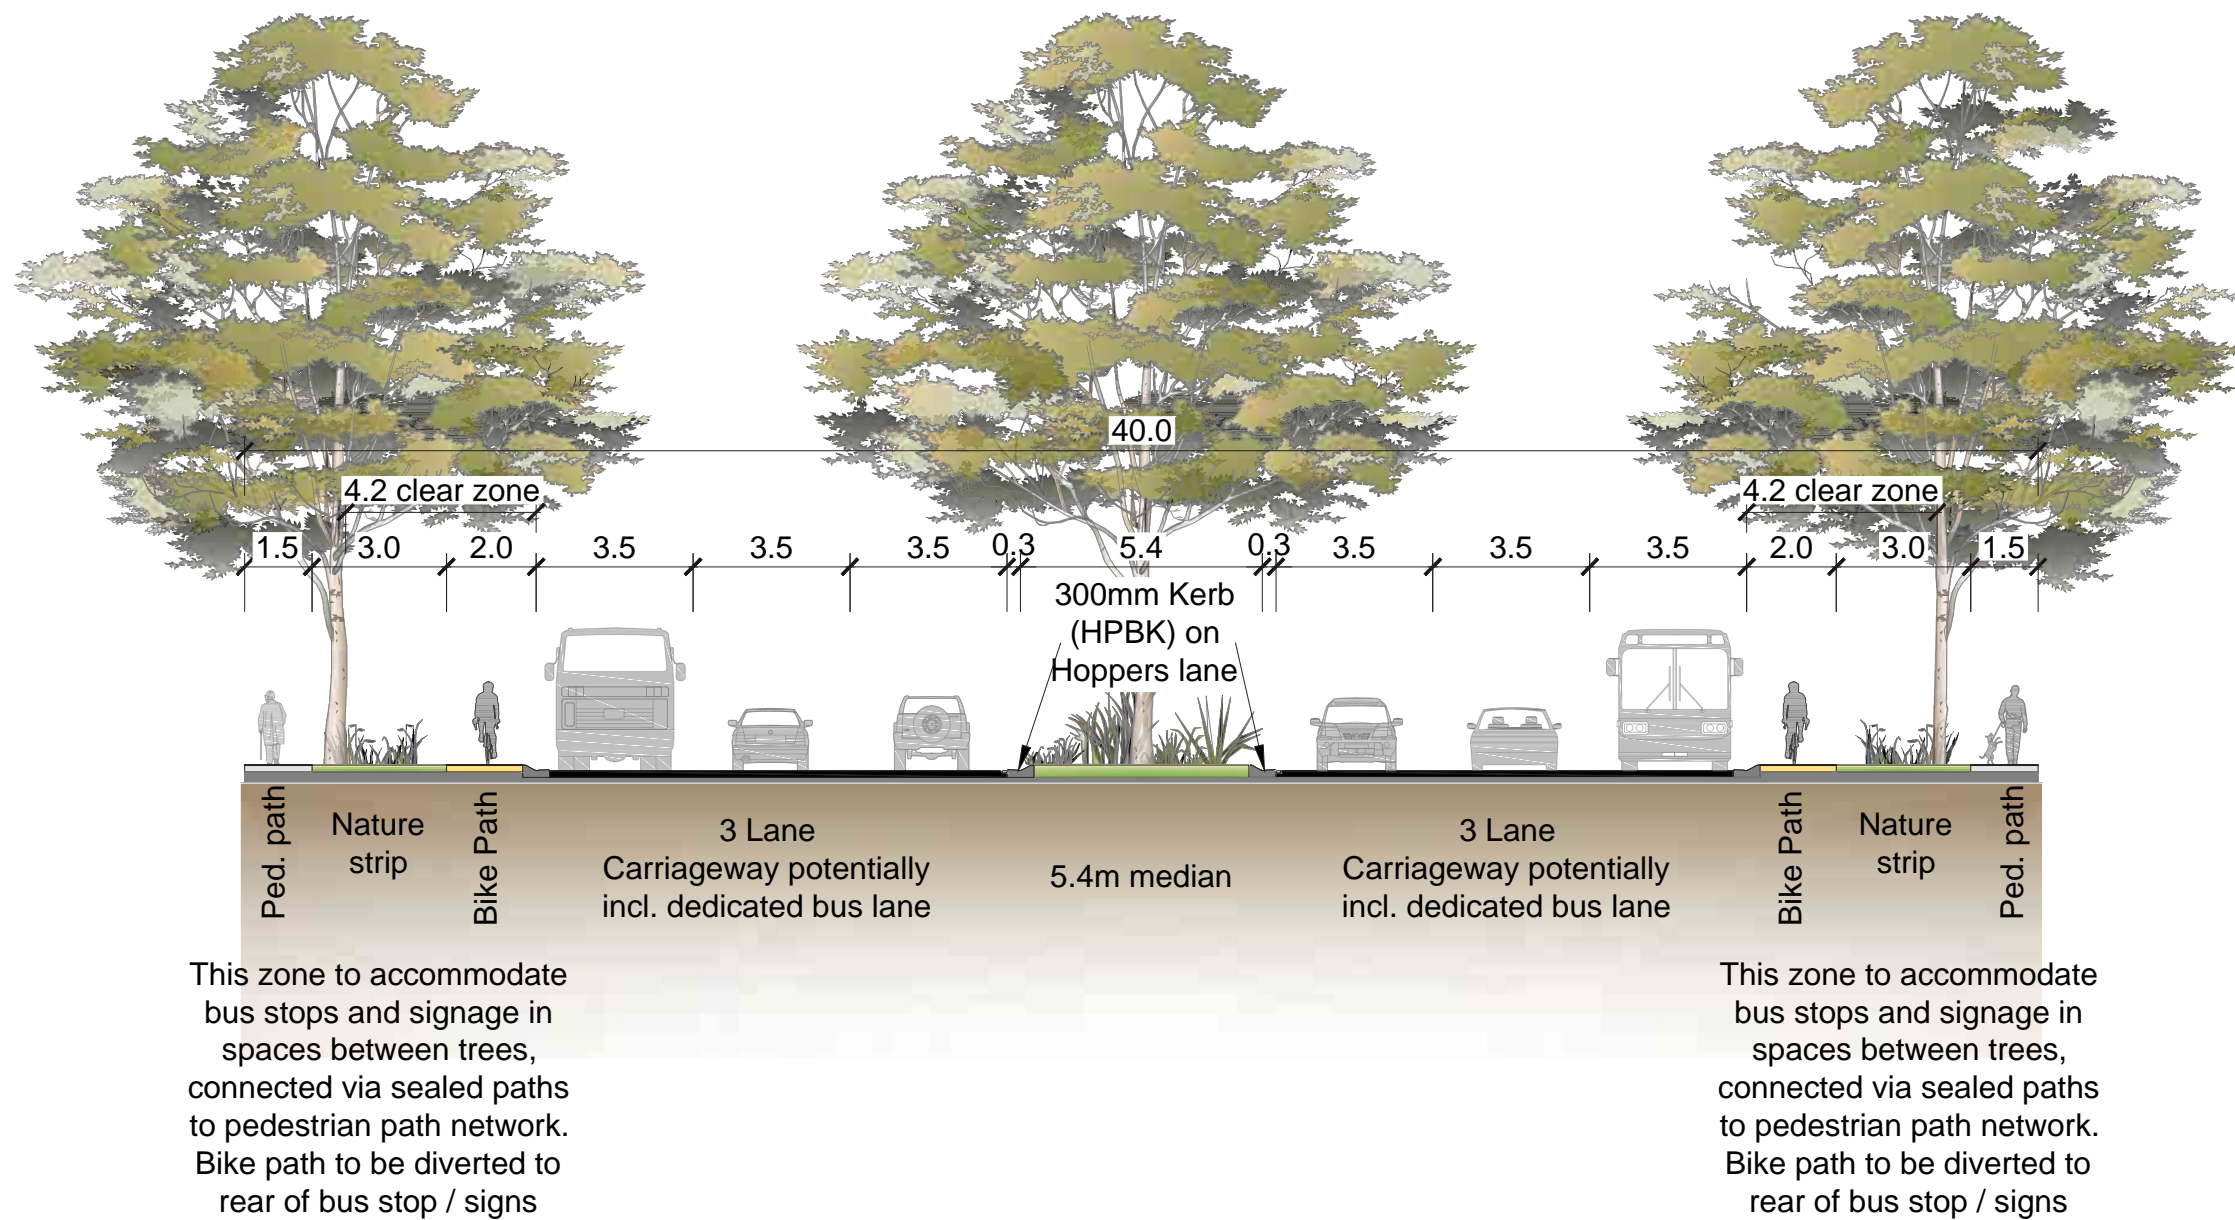 40.0
4.2 clear zone
4.2 clear zone
1.5 3.0 2.0 3.5 3.5 3.5 0.3 5.4 0.3 3.5 3.5 3.5 2.0 3.0 1.5
300mm Kerb
(HPBK) on
Hoppers lane
Ped. path
Nature
strip
Bike Path
3 Lane
Carriageway potentially
incl. dedicated bus lane
5.4m median
3 Lane
Carriageway potentially
incl. dedicated bus lane
Bike Path
Nature
strip
Ped. path
This zone to accommodate
bus stops and signage in
spaces between trees,
connected via sealed paths
to pedestrian path network.
Bike path to be diverted to
rear of bus stop / signs
This zone to accommodate
bus stops and signage in
spaces between trees,
connected via sealed paths
to pedestrian path network.
Bike path to be diverted to
rear of bus stop / signs